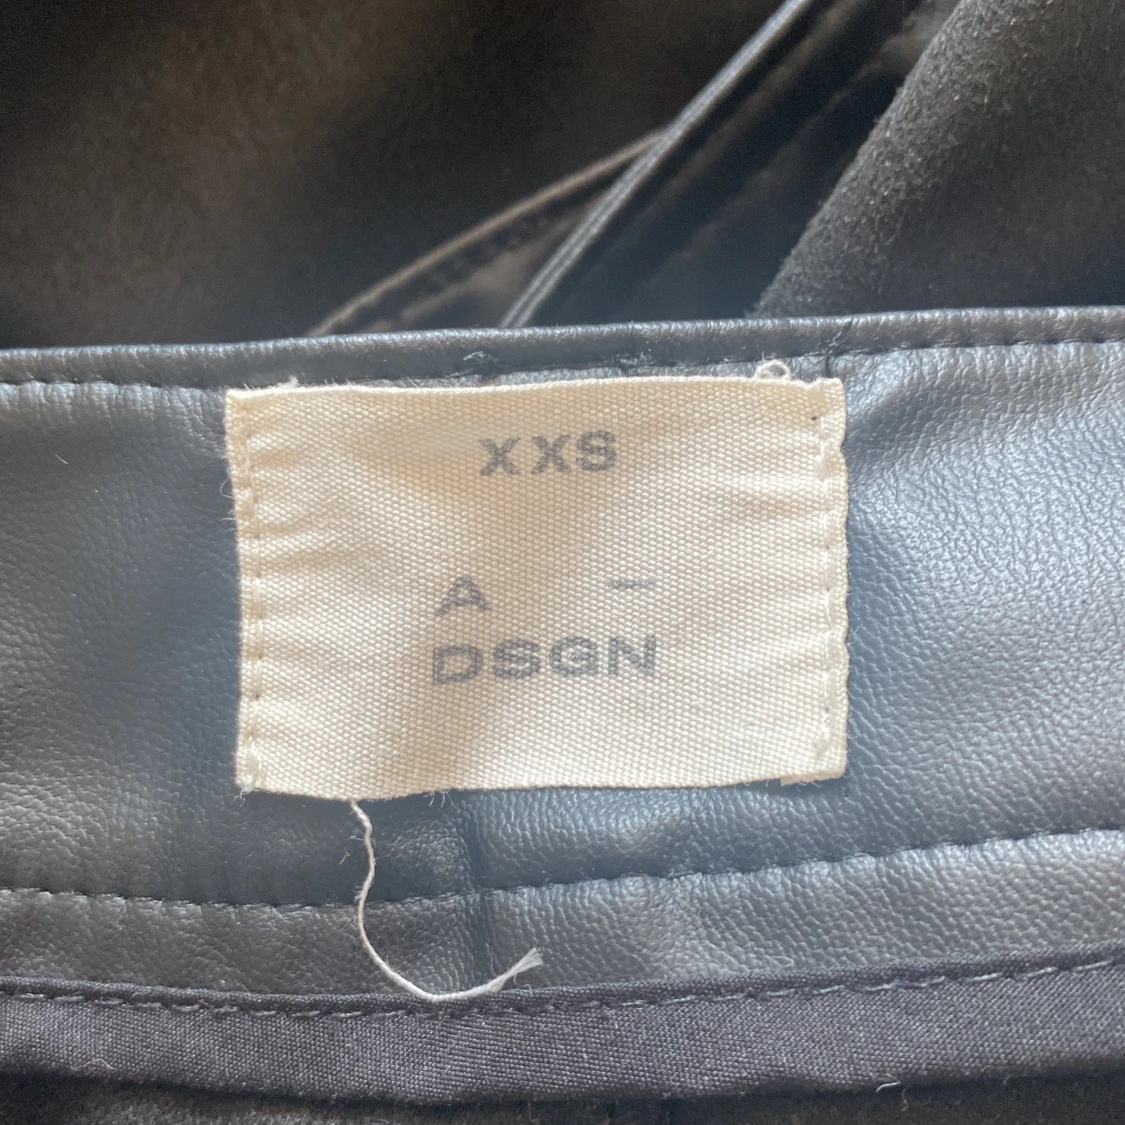 XXS
A —
DSGN